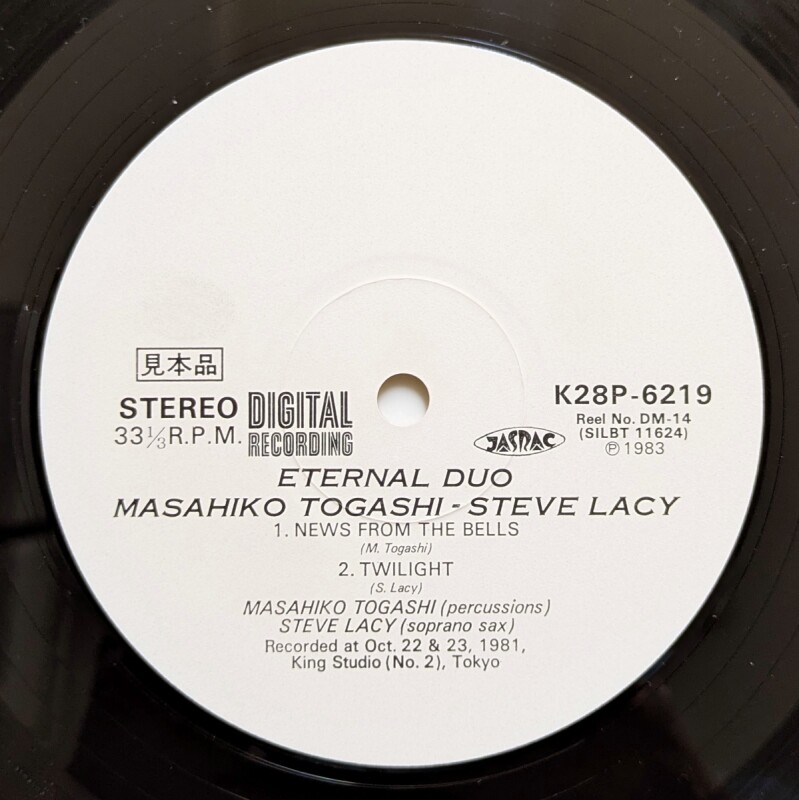 見本品
STEREO
33⅓R.P.M.
DIGITAL
RECORDING
JASRAC
K28P-6219
Reel No. DM-14
(SILBT 11624)
Ⓟ1983
ETERNAL DUO
MASAHIKO TOGASHI - STEVE LACY
1. NEWS FROM THE BELLS
(M. Togashi)
2. TWILIGHT
(S. Lacy)
MASAHIKO TOGASHI (percussions)
STEVE LACY (soprano sax)
Recorded at Oct. 22 & 23, 1981,
King Studio (No. 2), Tokyo